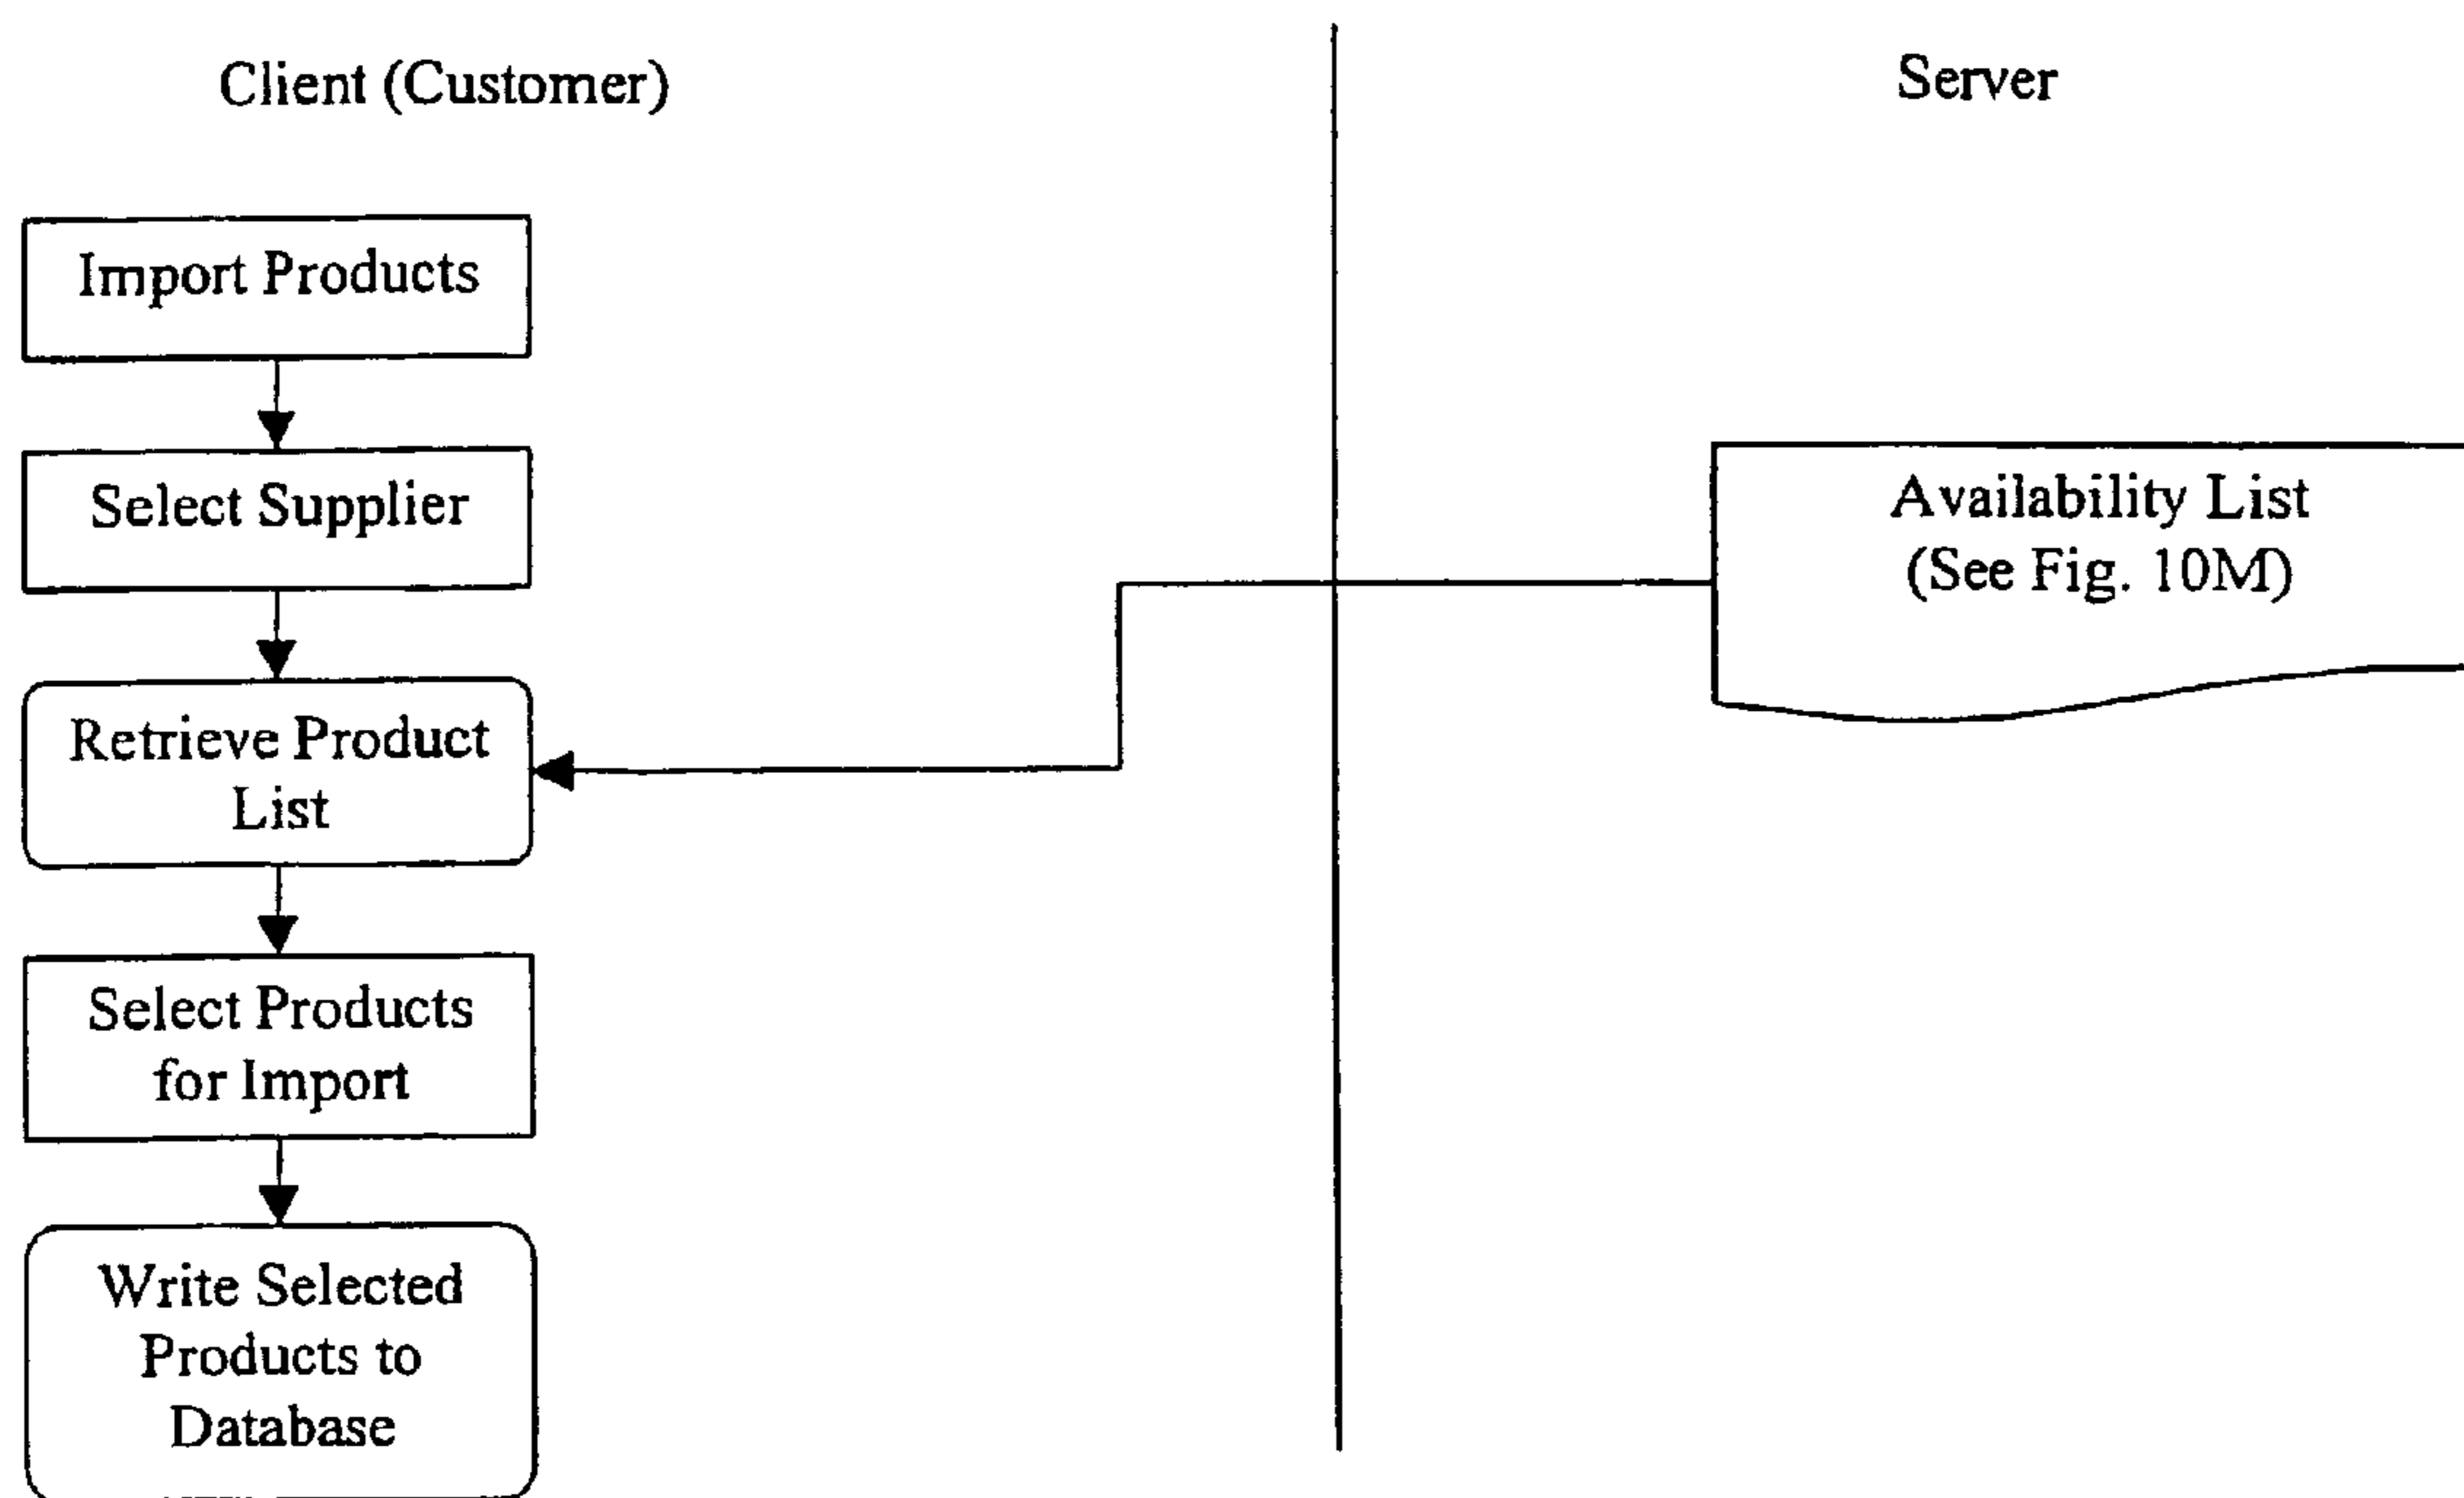 Client (Customer)
Server
Import Products
Select Supplier
Availability List
(See Fig. 10M)
Retrieve Product
List
Select Products
for Import
Write Selected
Products to
Database